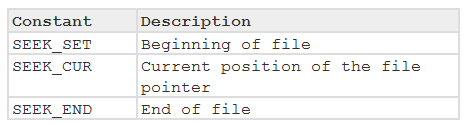 Constant Description
SEEK_SET Beginning of file
SEEK_CUR Current position of the file
pointer
SEEK_END End of file